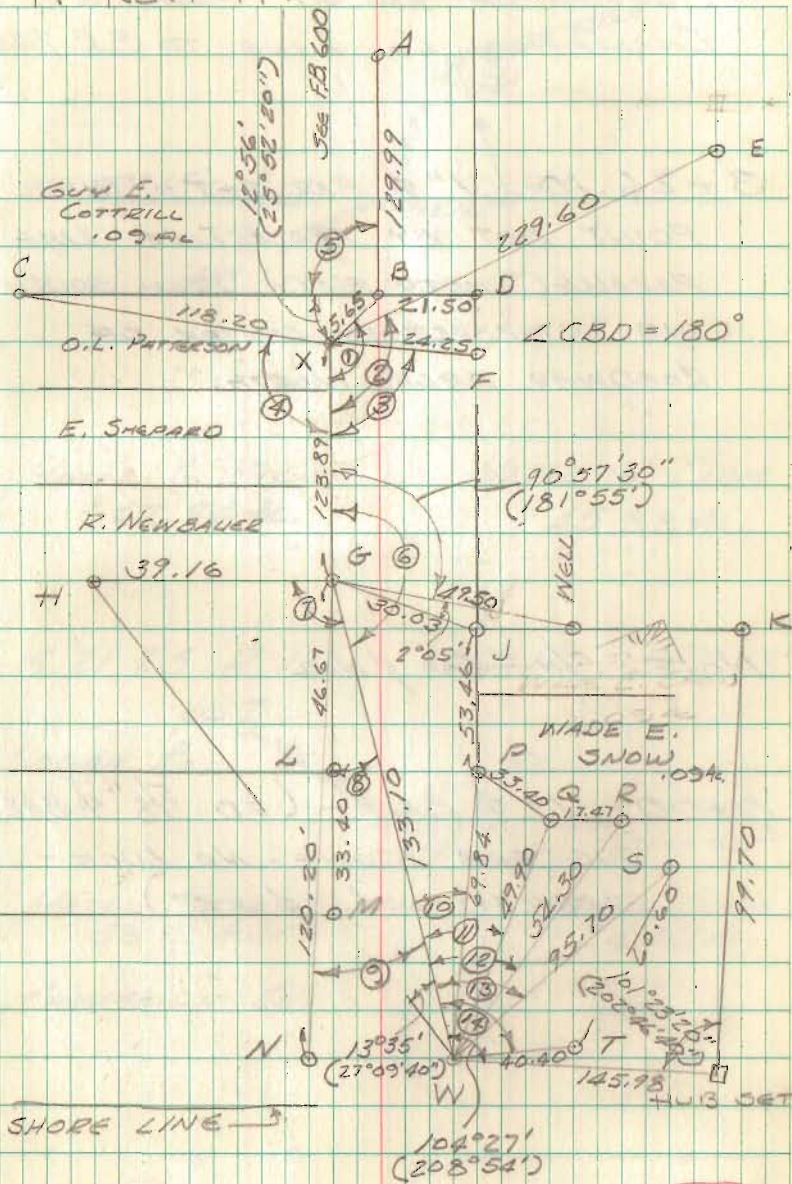 A
SEE F.B. 600
12°56'
(25°52'20")
129.99
E
GUY E.
COTTRILL
.09 AC
⑤
229.60
C
B
D
118.20
5.65
21.50
∠CBD = 180°
O.L. PATTERSON
X
①
24.25
F
②
④
③
E. SHEPARD
123.89
90°57'30"
(181°55')
R. NEWBAUER
WELL
39.16
G
⑥
H
49.50
K
⑦
30.03
2°05'
J
46.67
53.46
WADE E.
SNOW
.09 AC
L
P
⑧
33.40
Q
R
17.47
133.10
99.70
33.40
120.20'
S
69.84
49.90
52.30
95.70
20.60
M
⑩
⑪
⑫
⑨
⑬
101°23'20"
(202°46'40")
⑭
N
13°35'
(27°09'40")
T
40.40
W
145.98
HUB SET
SHORE LINE
104°27'
(208°54')